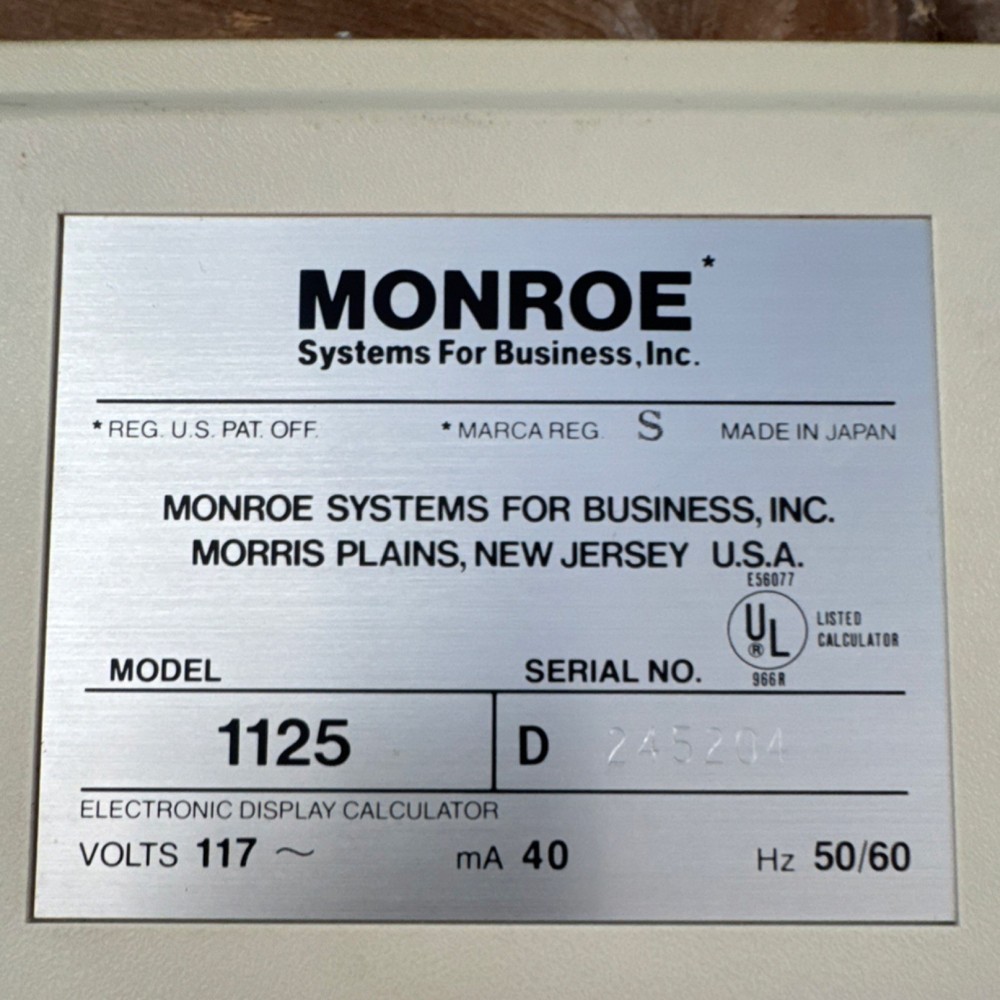 MONROE*
Systems For Business, Inc.
* REG. U.S. PAT. OFF. * MARCA REG. S MADE IN JAPAN
MONROE SYSTEMS FOR BUSINESS, INC.
MORRIS PLAINS, NEW JERSEY U.S.A.
E56077
UL ® LISTED CALCULATOR
966R
MODEL SERIAL NO.
1125 D 245204
ELECTRONIC DISPLAY CALCULATOR
VOLTS 117 ~ mA 40 Hz 50/60